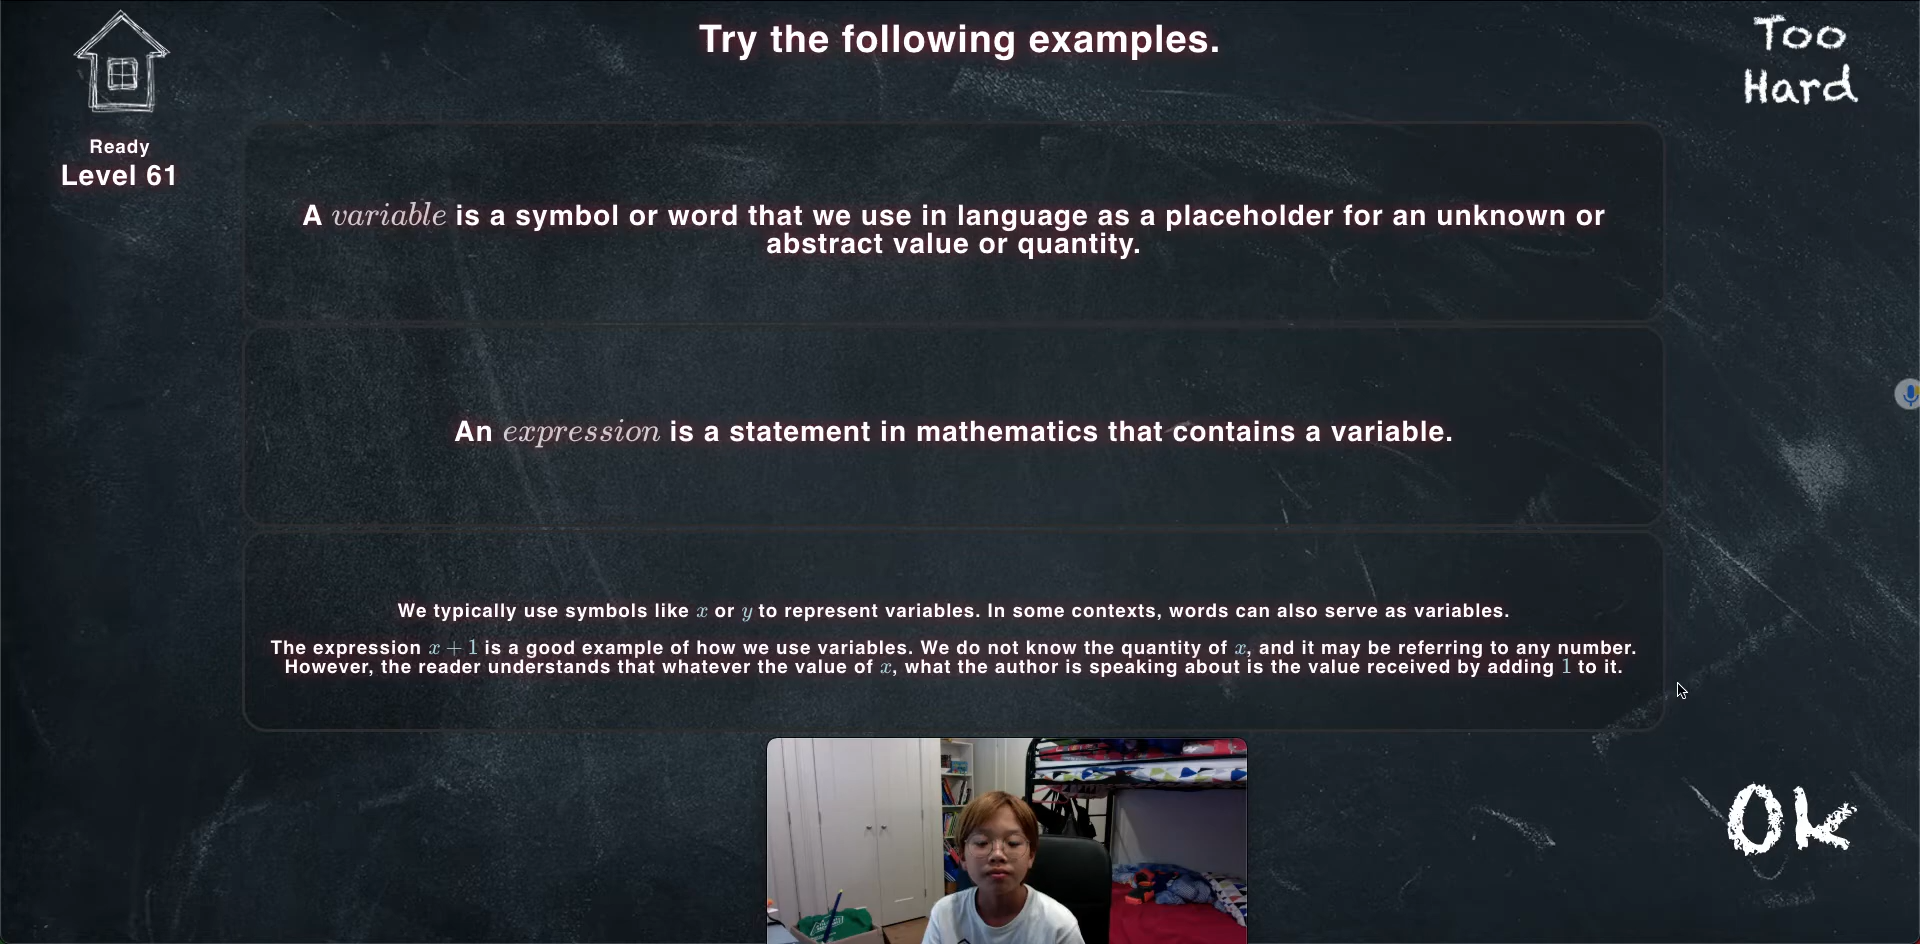 Try the following examples.
Too
Hard
Ready
Level 61
A variable is a symbol or word that we use in language as a placeholder for an unknown or
abstract value or quantity.
An expression is a statement in mathematics that contains a variable.
We typically use symbols like x or y to represent variables. In some contexts, words can also serve as variables.
The expression x + 1 is a good example of how we use variables. We do not know the quantity of x, and it may be referring to any number.
However, the reader understands that whatever the value of x, what the author is speaking about is the value received by adding 1 to it.
Ok